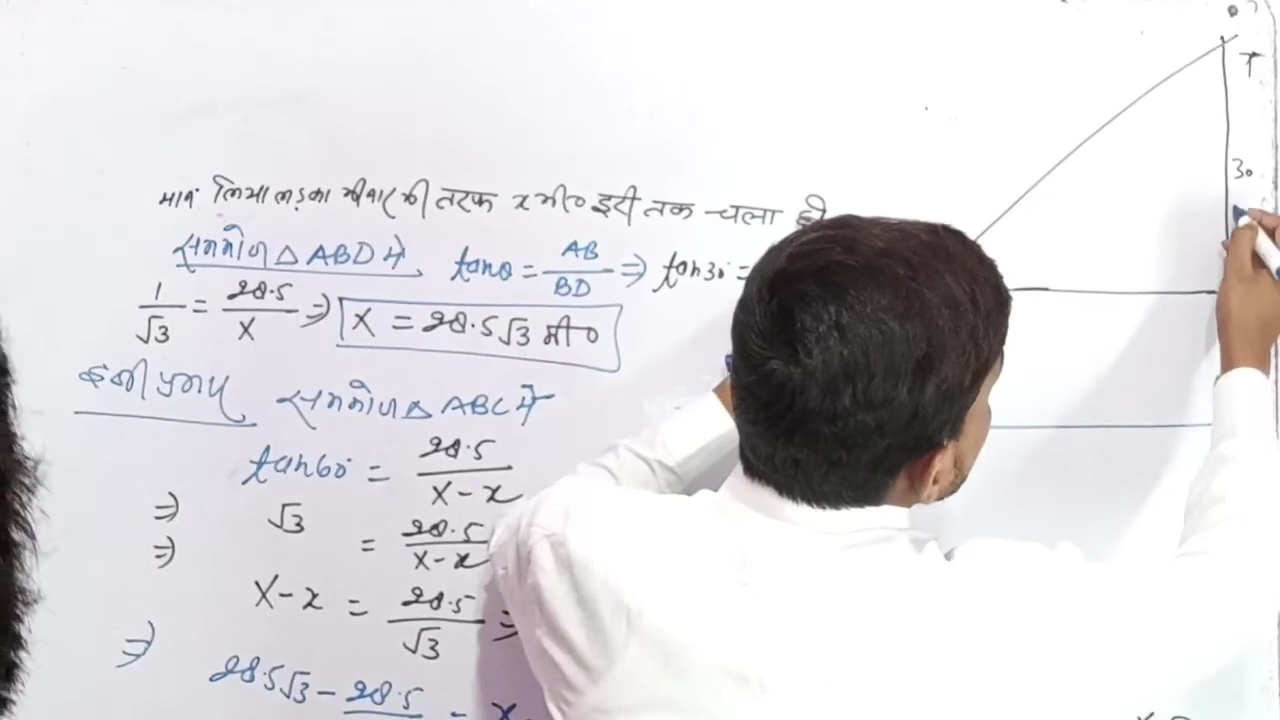 मान लिया लड़का भीवार की तरफ x मी० दूरी तक चला हो
समकोण △ ABD मे, tanθ = AB/BD ⇒ tan30° =
1/√3 = 28.5/X ⇒ X = 28.5√3 मी०
इसी प्रकार समकोण △ ABC मे
tan60° = 28.5/X-x
⇒ √3 = 28.5/X-x
⇒
X-x = 28.5/√3 ⇒
⇒ 28.5√3 - 28.5 = x
T
30